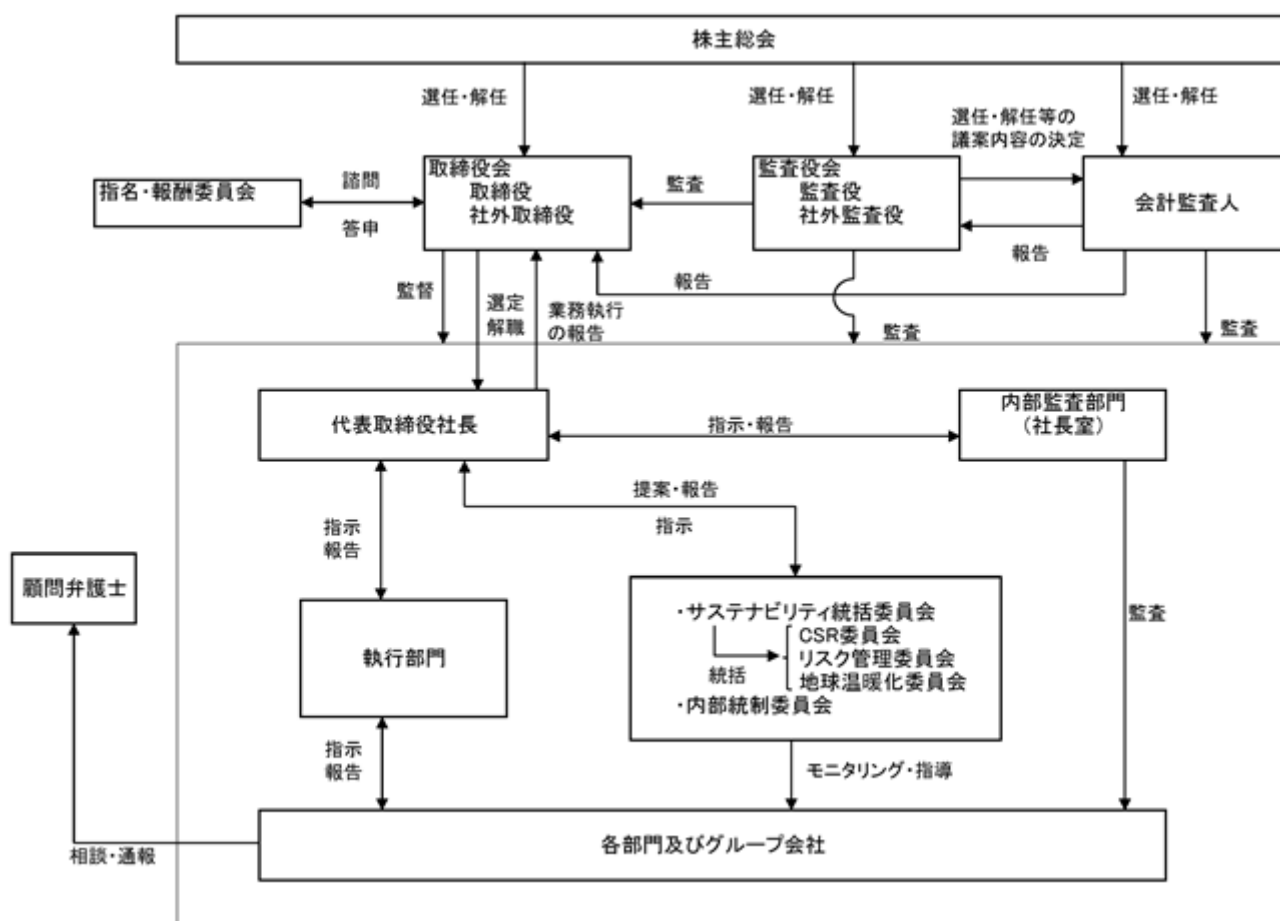 株主総会
選任・解任
選任・解任
選任・解任等の
議案内容の決定
選任・解任
指名・報酬委員会
諮問
答申
取締役会
取締役
社外取締役
監査
監査役会
監査役
社外監査役
会計監査人
報告
報告
監督
選定
解職
業務執行
の報告
監査
監査
代表取締役社長
指示・報告
内部監査部門
(社長室)
提案・報告
指示
指示
報告
顧問弁護士
執行部門
・サステナビリティ統括委員会
CSR委員会
リスク管理委員会
地球温暖化委員会
統括
・内部統制委員会
監査
指示
報告
モニタリング・指導
各部門及びグループ会社
相談・通報